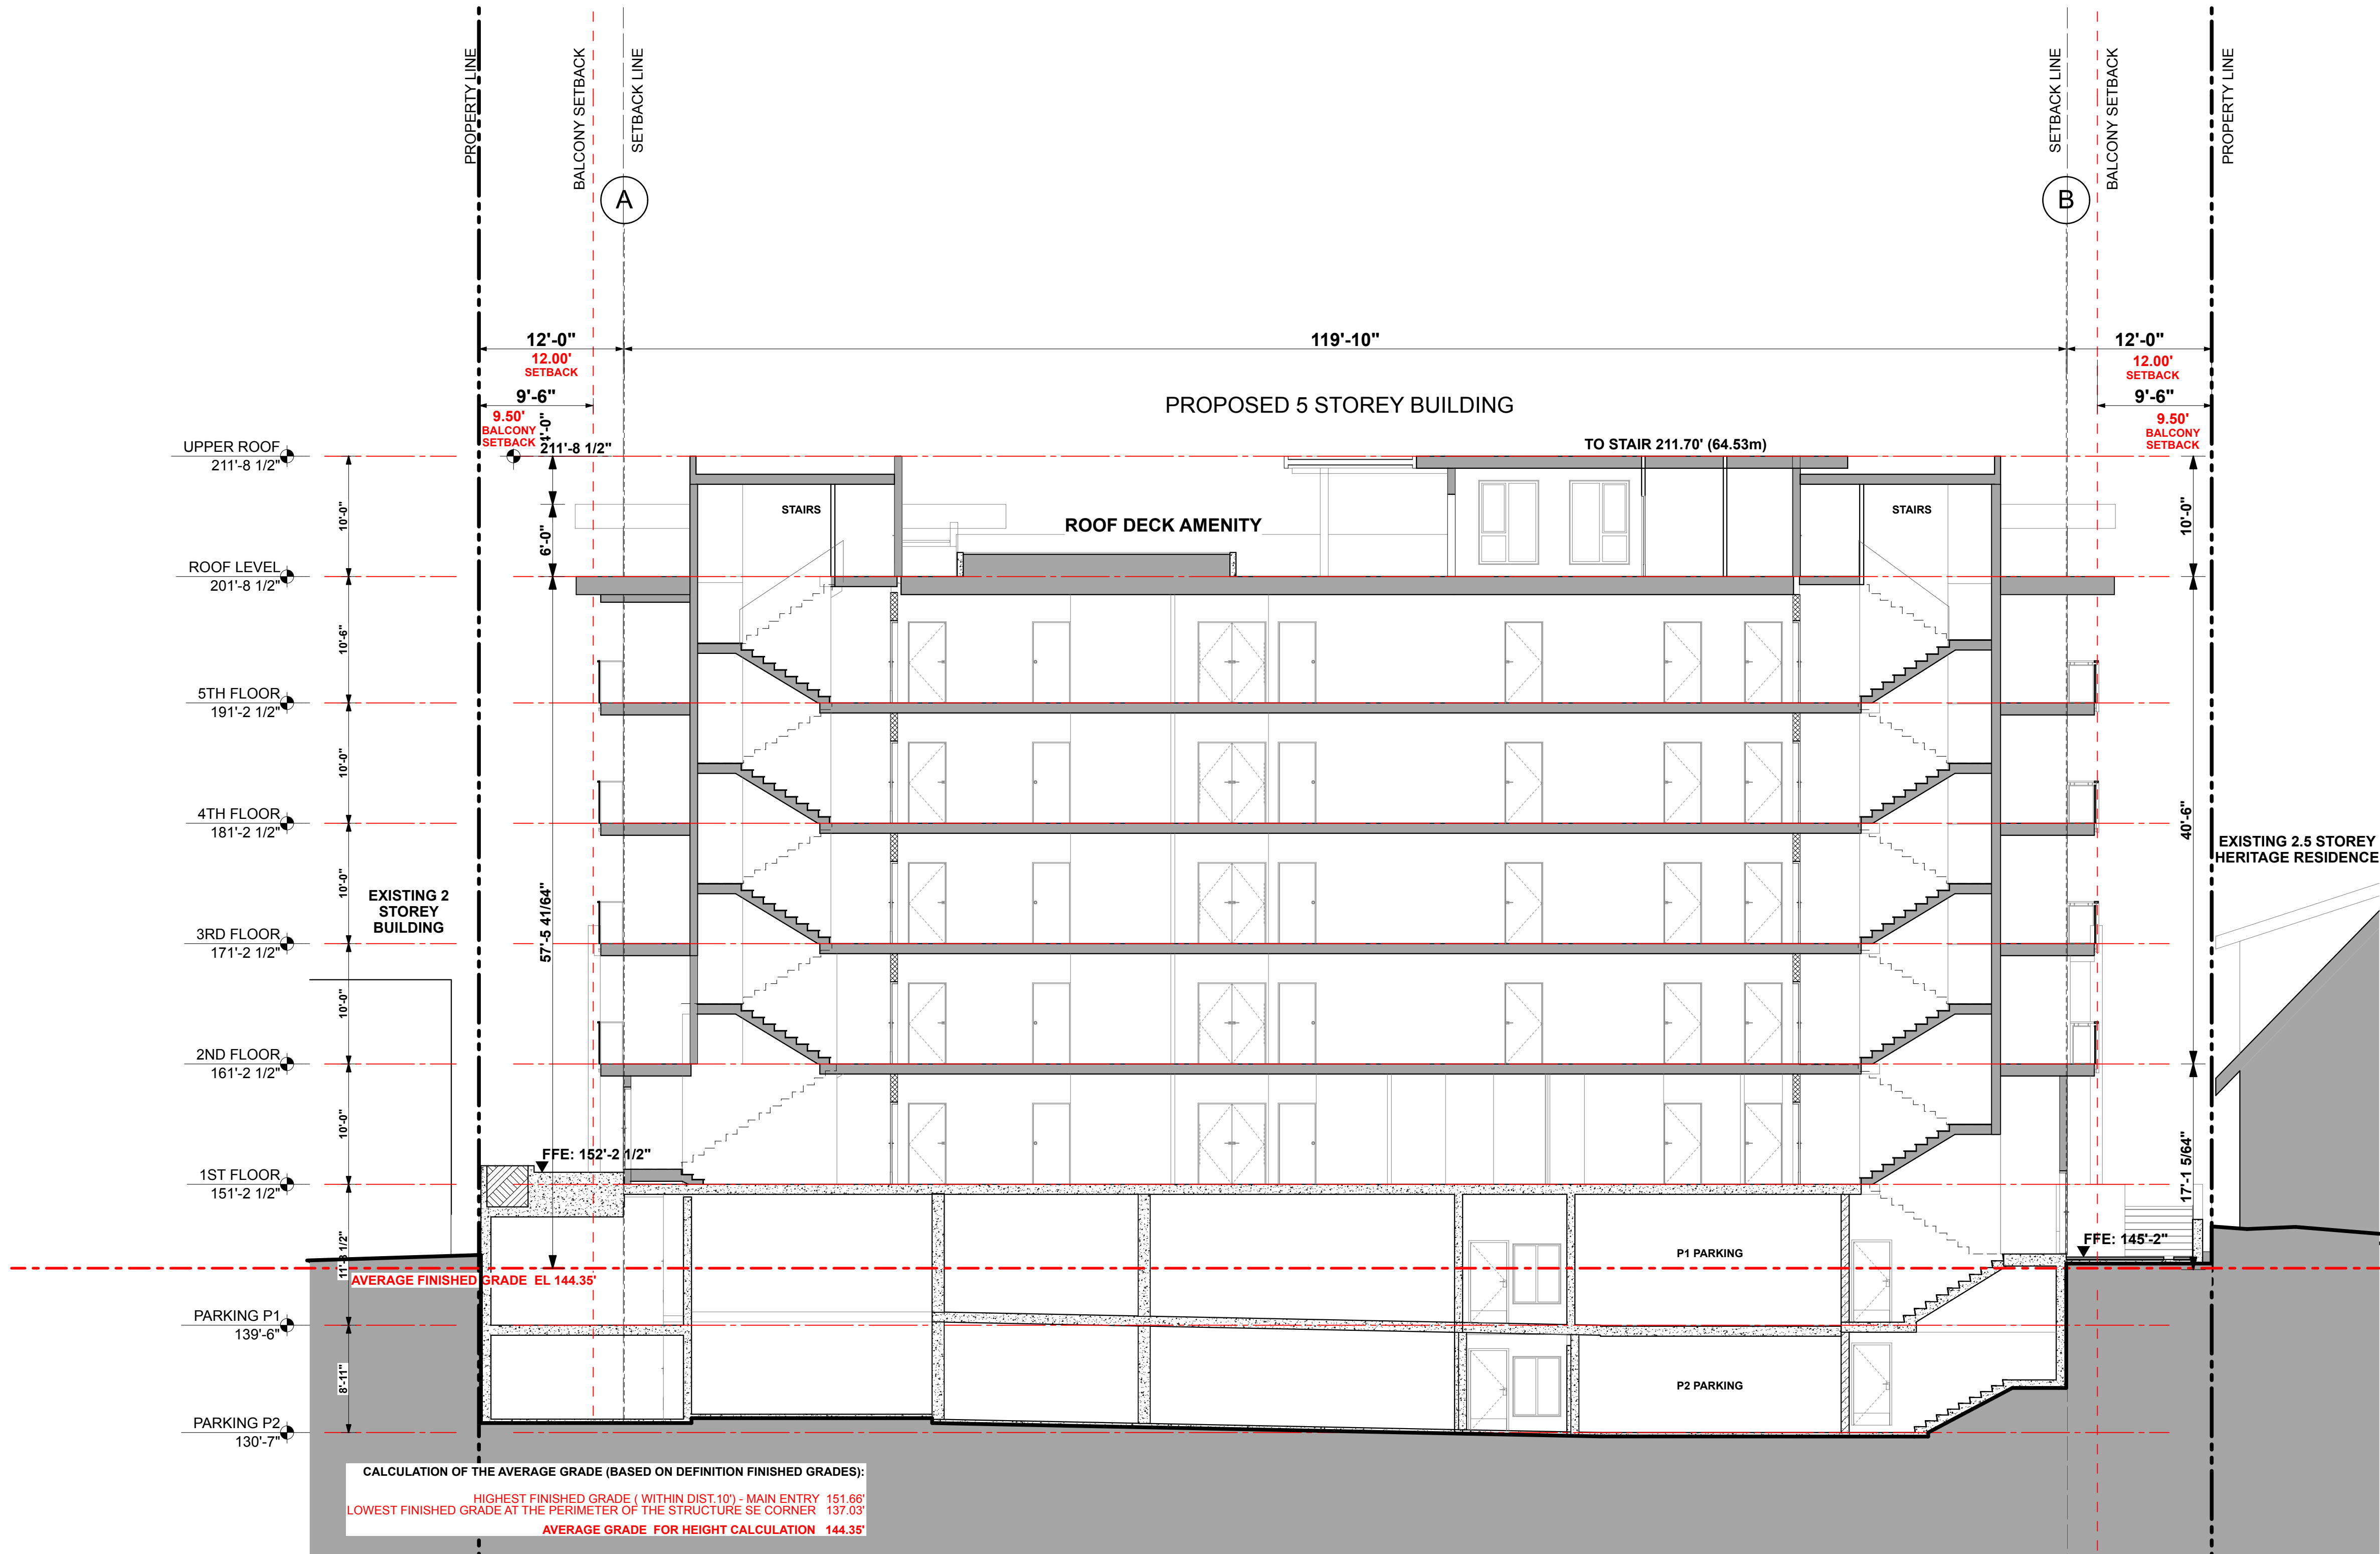 PROPERTY LINE
BALCONY SETBACK
SETBACK LINE
SETBACK LINE
BALCONY SETBACK
PROPERTY LINE
A
B
12'-0"
119'-10"
12'-0"
12.00'
SETBACK
12.00'
SETBACK
9'-6"
9'-6"
PROPOSED 5 STOREY BUILDING
9.50'
BALCONY
SETBACK
9.50'
BALCONY
SETBACK
UPPER ROOF
211'-8 1/2"
211'-8 1/2"
TO STAIR 211.70' (64.53m)
STAIRS
STAIRS
ROOF DECK AMENITY
10'-0"
6'-0"
10'-0"
ROOF LEVEL
201'-8 1/2"
10'-6"
5TH FLOOR
191'-2 1/2"
10'-0"
4TH FLOOR
181'-2 1/2"
40'-6"
EXISTING 2.5 STOREY
HERITAGE RESIDENCE
10'-0"
EXISTING 2
STOREY
BUILDING
57'-5 41/64"
3RD FLOOR
171'-2 1/2"
10'-0"
2ND FLOOR
161'-2 1/2"
10'-0"
FFE: 152'-2 1/2"
17'-1 5/64"
1ST FLOOR
151'-2 1/2"
FFE: 145'-2"
P1 PARKING
AVERAGE FINISHED GRADE EL 144.35'
PARKING P1
139'-6"
8'-11"
P2 PARKING
PARKING P2
130'-7"
CALCULATION OF THE AVERAGE GRADE (BASED ON DEFINITION FINISHED GRADES):
HIGHEST FINISHED GRADE ( WITHIN DIST.10') - MAIN ENTRY 151.66'
LOWEST FINISHED GRADE AT THE PERIMETER OF THE STRUCTURE SE CORNER 137.03'
AVERAGE GRADE FOR HEIGHT CALCULATION 144.35'